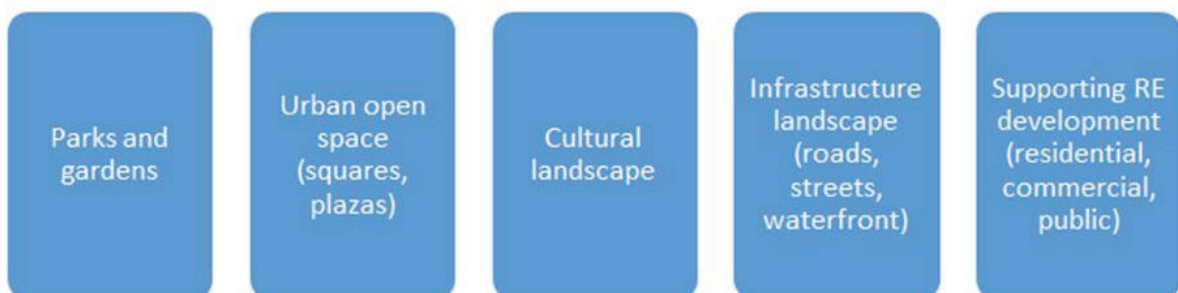 Parks and
gardens
Urban open
space
(squares,
plazas)
Cultural
landscape
Infrastructure
landscape
(roads,
streets,
waterfront)
Supporting RE
development
(residential,
commercial,
public)